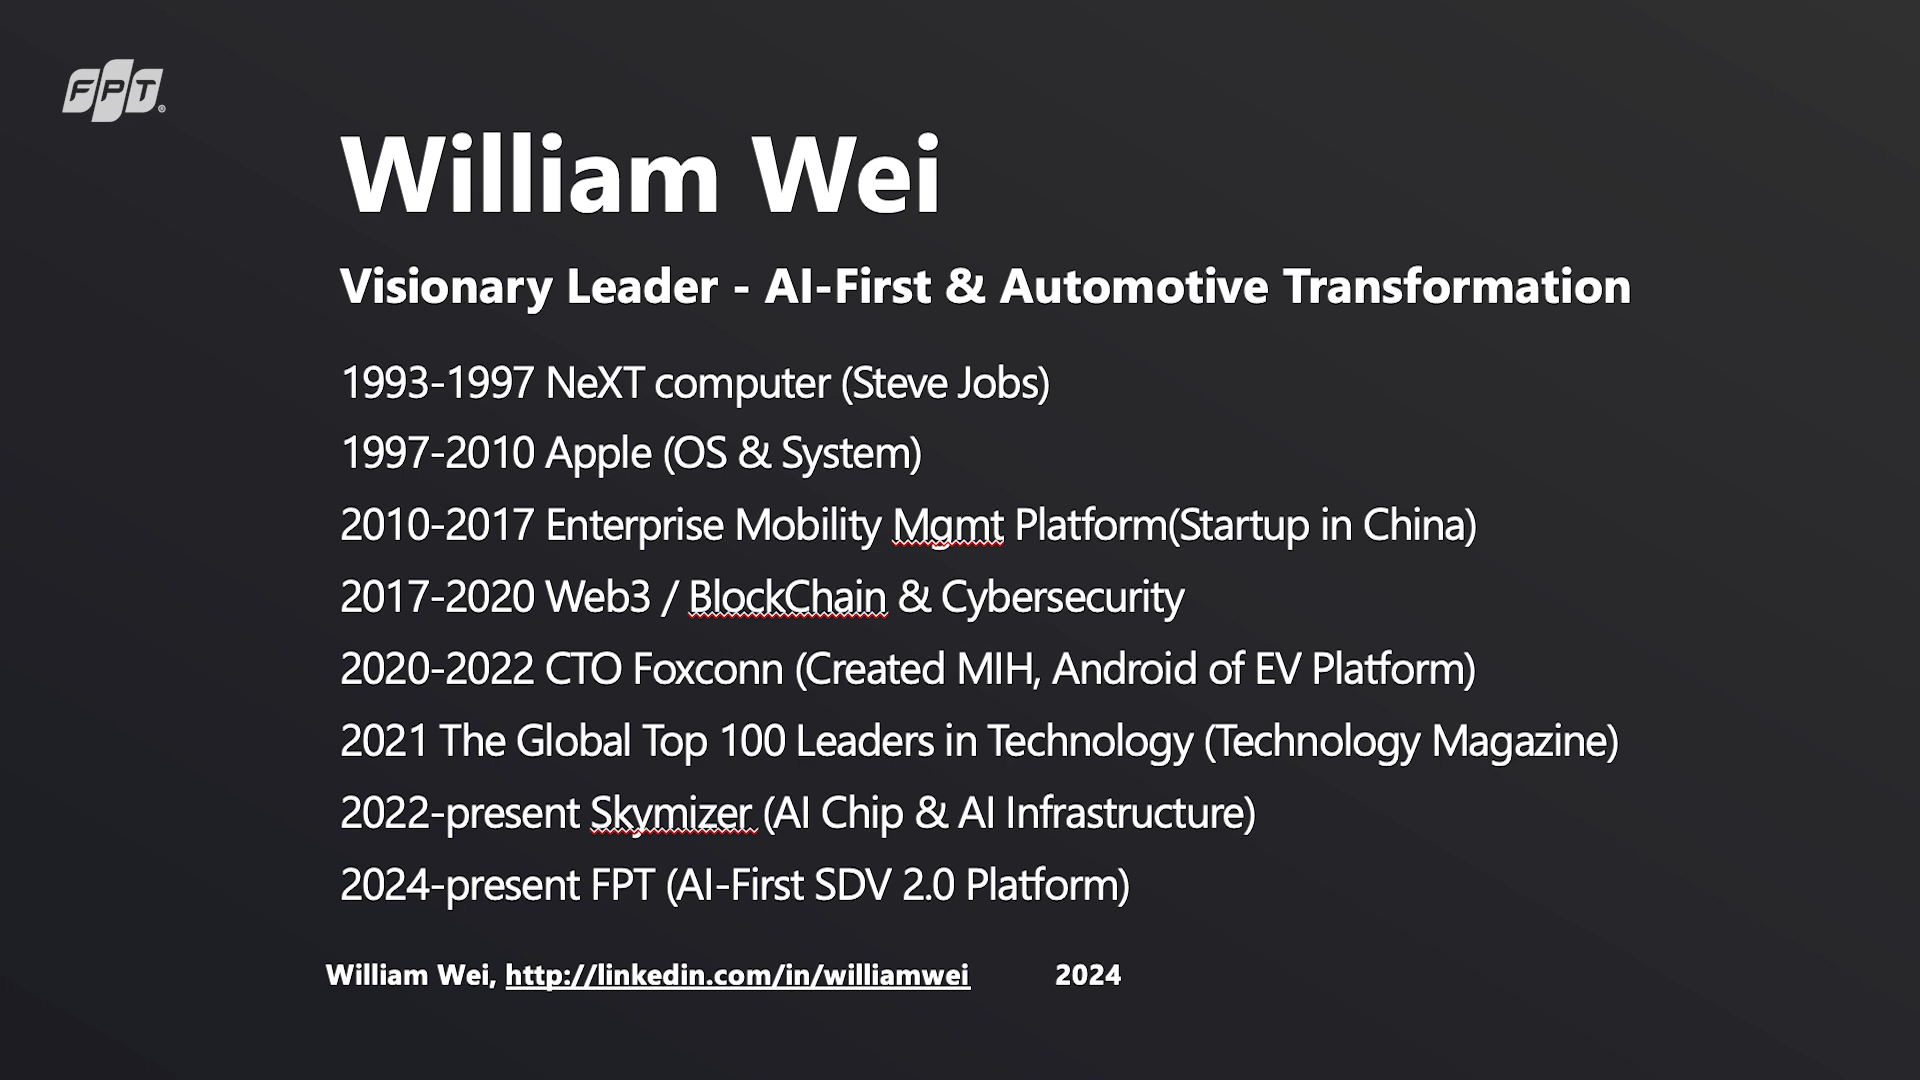 FPT®
William Wei
Visionary Leader - AI-First & Automotive Transformation
1993-1997 NeXT computer (Steve Jobs)
1997-2010 Apple (OS & System)
2010-2017 Enterprise Mobility Mgmt Platform(Startup in China)
2017-2020 Web3 / BlockChain & Cybersecurity
2020-2022 CTO Foxconn (Created MIH, Android of EV Platform)
2021 The Global Top 100 Leaders in Technology (Technology Magazine)
2022-present Skymizer (AI Chip & AI Infrastructure)
2024-present FPT (AI-First SDV 2.0 Platform)
William Wei, http://linkedin.com/in/williamwei 2024